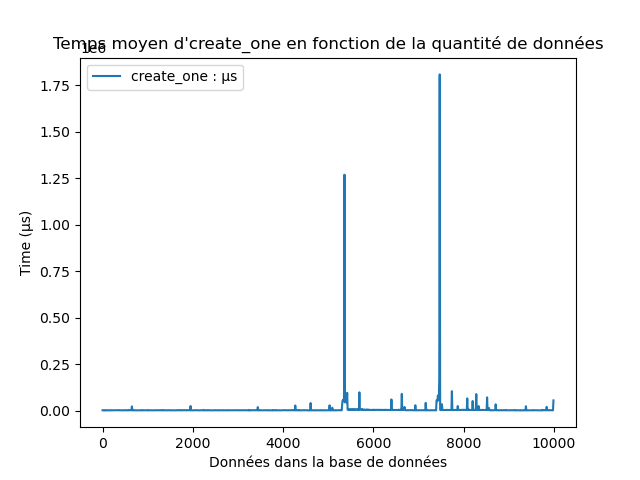 Temps moyen d'create_one en fonction de la quantité de données
1e6
create_one : µs
1.75
1.50
1.25
1.00
0.75
0.50
0.25
0.00
Time (µs)
0 2000 4000 6000 8000 10000
Données dans la base de données